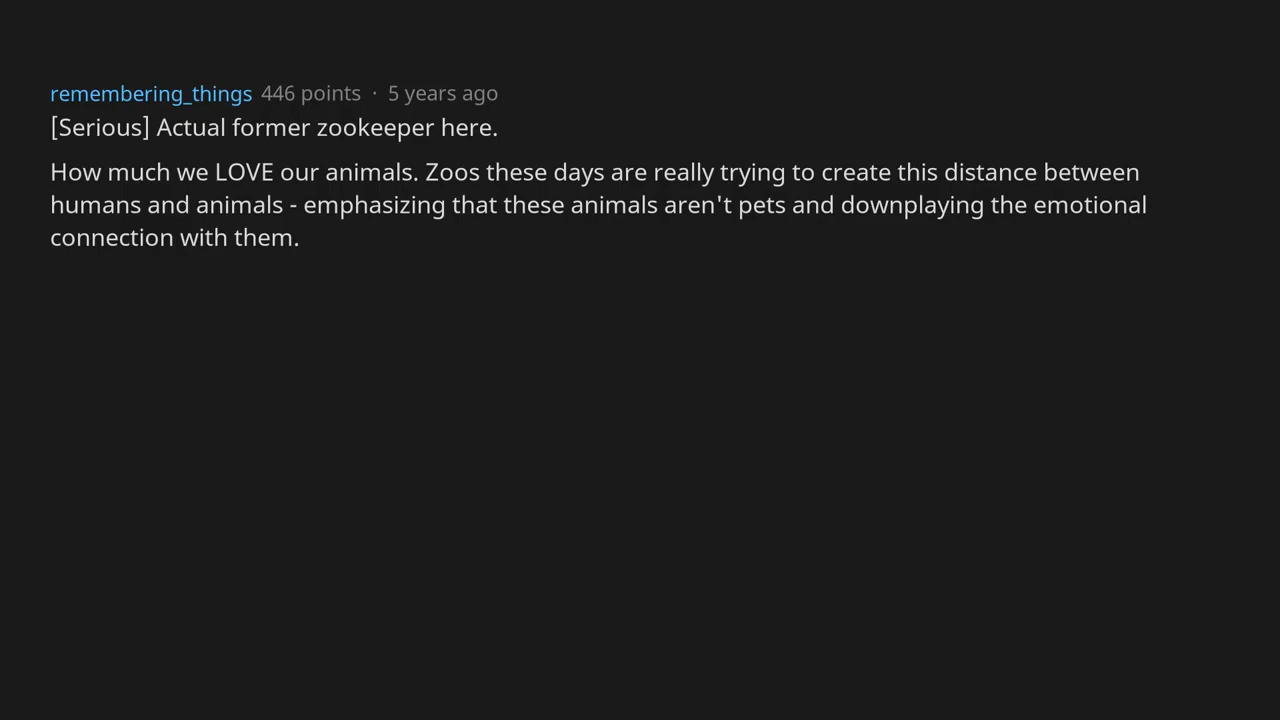 remembering_things 446 points · 5 years ago
[Serious] Actual former zookeeper here.
How much we LOVE our animals. Zoos these days are really trying to create this distance between
humans and animals - emphasizing that these animals aren't pets and downplaying the emotional
connection with them.